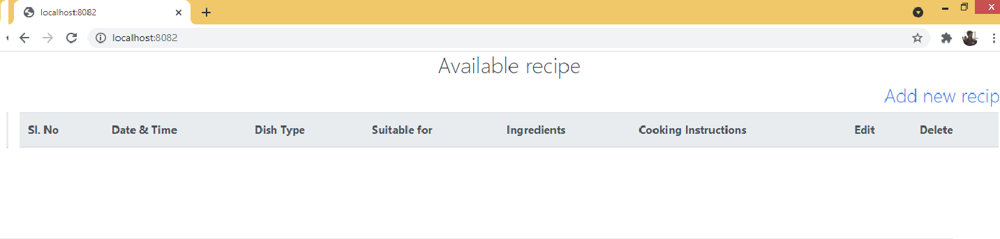 localhost:8082
localhost:8082
Available recipe
Add new recip
Sl. No Date & Time Dish Type Suitable for Ingredients Cooking Instructions Edit Delete